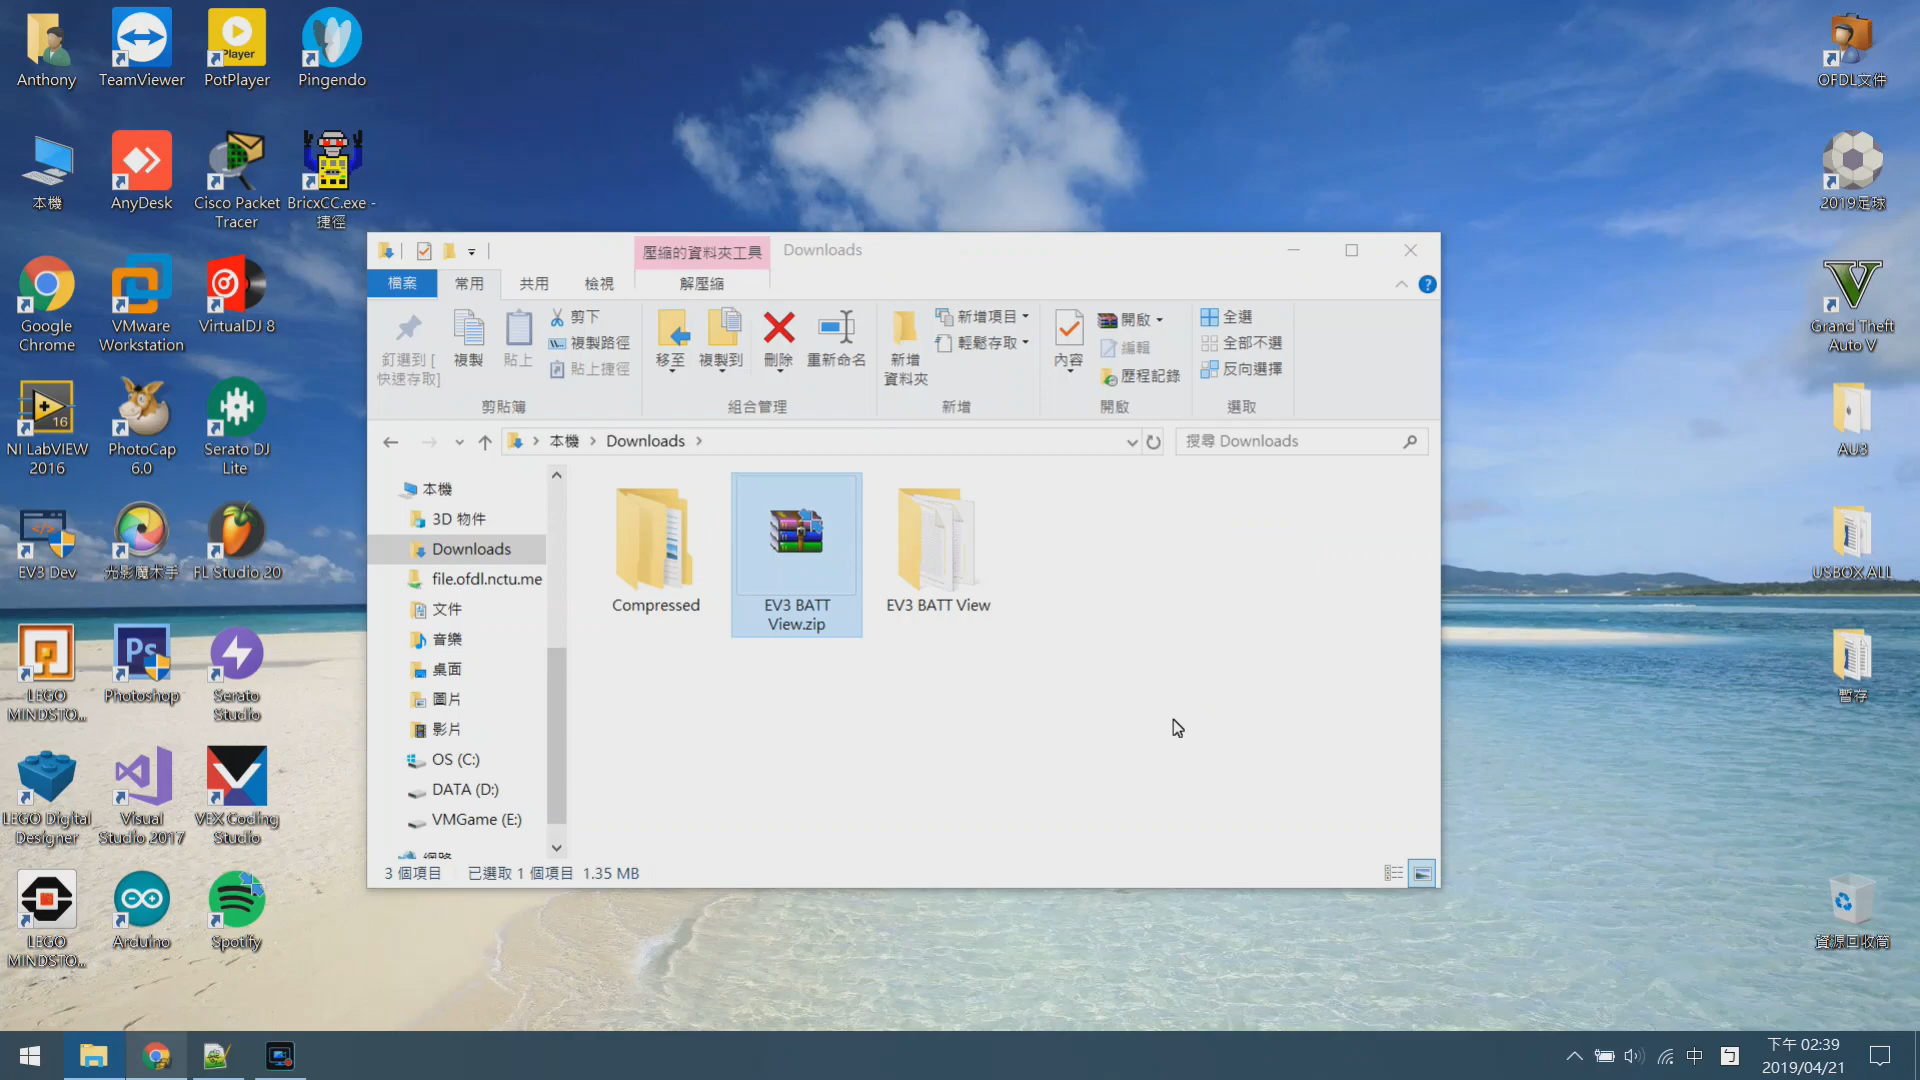 Anthony
TeamViewer
PotPlayer
Pingendo
Player
本機
AnyDesk
Cisco Packet
Tracer
BricxCC.exe -
捷徑
Google
Chrome
VMware
Workstation
VirtualDJ 8
NI LabVIEW
2016
16
PhotoCap
6.0
Serato DJ
Lite
EV3 Dev
光影魔术手
FL Studio 20
LEGO
MINDSTO...
Ps
Photoshop
Serato
Studio
LEGO Digital
Designer
Visual
Studio 2017
VEX Coding
Studio
LEGO
MINDSTO...
Arduino
Spotify
壓縮的資料夾工具
Downloads
檔案
常用
共用
檢視
解壓縮
釘選到 [
快速存取]
複製
貼上
剪下
複製路徑
貼上捷徑
剪貼簿
移至
複製到
刪除
重新命名
組合管理
新增
資料夾
新增項目
輕鬆存取
新增
內容
開啟
編輯
歷程記錄
開啟
全選
全部不選
反向選擇
選取
本機
Downloads
搜尋 Downloads
本機
3D 物件
Downloads
file.ofdl.nctu.me
文件
音樂
桌面
圖片
影片
OS (C:)
DATA (D:)
VMGame (E:)
網路
Compressed
EV3 BATT
View.zip
EV3 BATT View
3 個項目
已選取 1 個項目 1.35 MB
OFDL文件
2019足球
Grand Theft
Auto V
AU3
USBOX ALL
暫存
資源回收筒
中
ㄅ
下午 02:39
2019/04/21